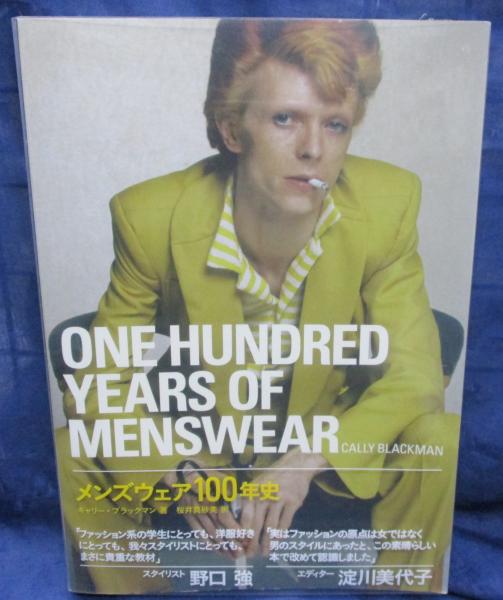 ONE HUNDRED
YEARS OF
MENSWEAR
CALLY BLACKMAN
メンズウェア100年史
キャリー・ブラックマン 著 桜井真砂美 訳
「ファッション系の学生にとっても、洋服好き
にとっても、我々スタイリストにとっても、
まさに貴重な教材」
スタイリスト 野口 強
「実はファッションの原点は女ではなく
男のスタイルにあったと、この素晴らしい
本で改めて認識しました」
エディター 淀川美代子